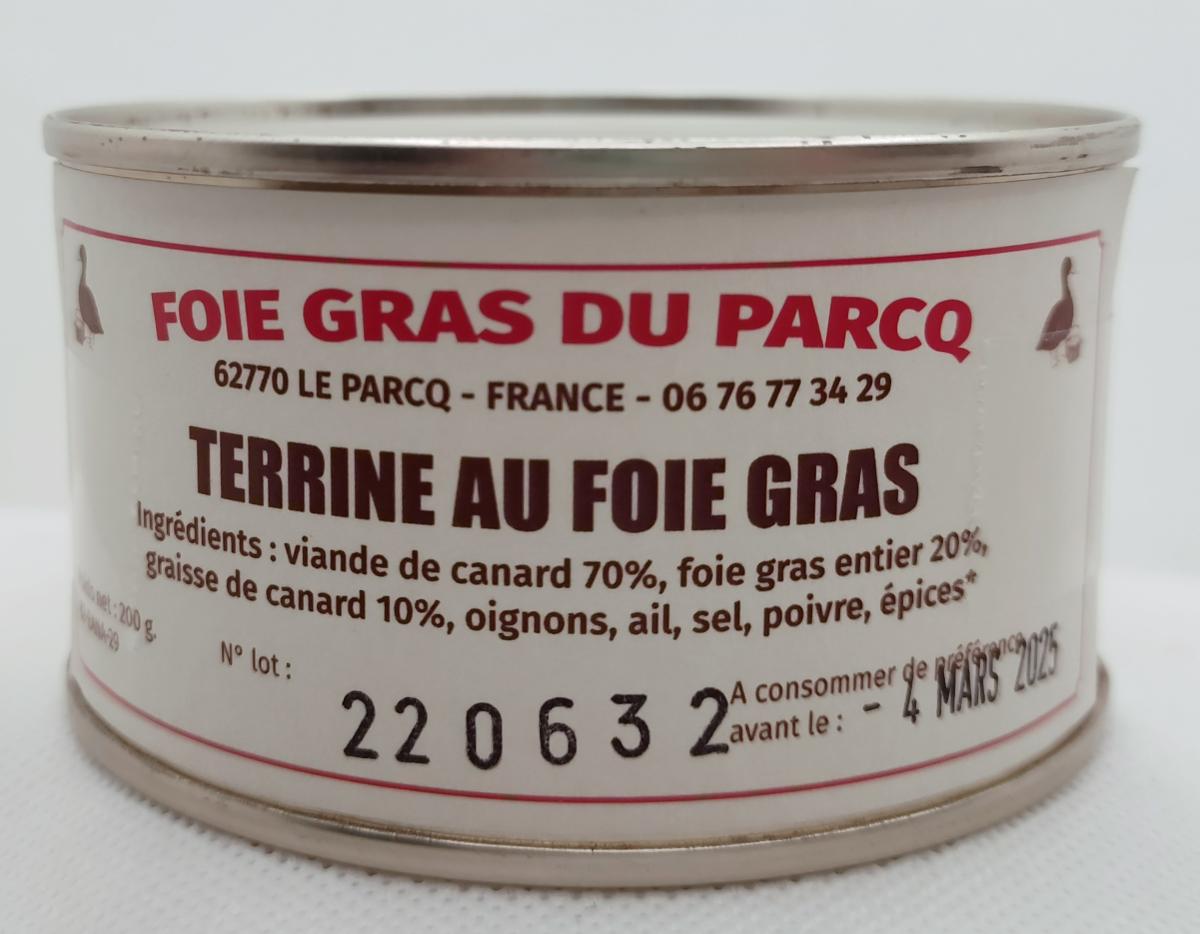 FOIE GRAS DU PARCQ
62770 LE PARCQ - FRANCE - 06 76 77 34 29
TERRINE AU FOIE GRAS
Ingrédients : viande de canard 70%, foie gras entier 20%,
graisse de canard 10%, oignons, ail, sel, poivre, épices*
net : 200 g.
N° lot :
220632
A consommer de préférence
avant le : - 4 MARS 2025